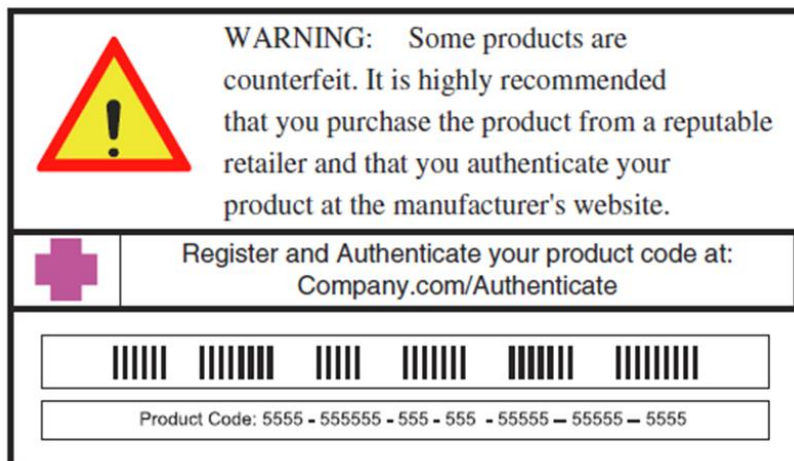 WARNING: Some products are
counterfeit. It is highly recommended
that you purchase the product from a reputable
retailer and that you authenticate your
product at the manufacturer's website.
Register and Authenticate your product code at:
Company.com/Authenticate
Product Code: 5555 - 555555 - 555 - 555 - 55555 – 55555 – 5555